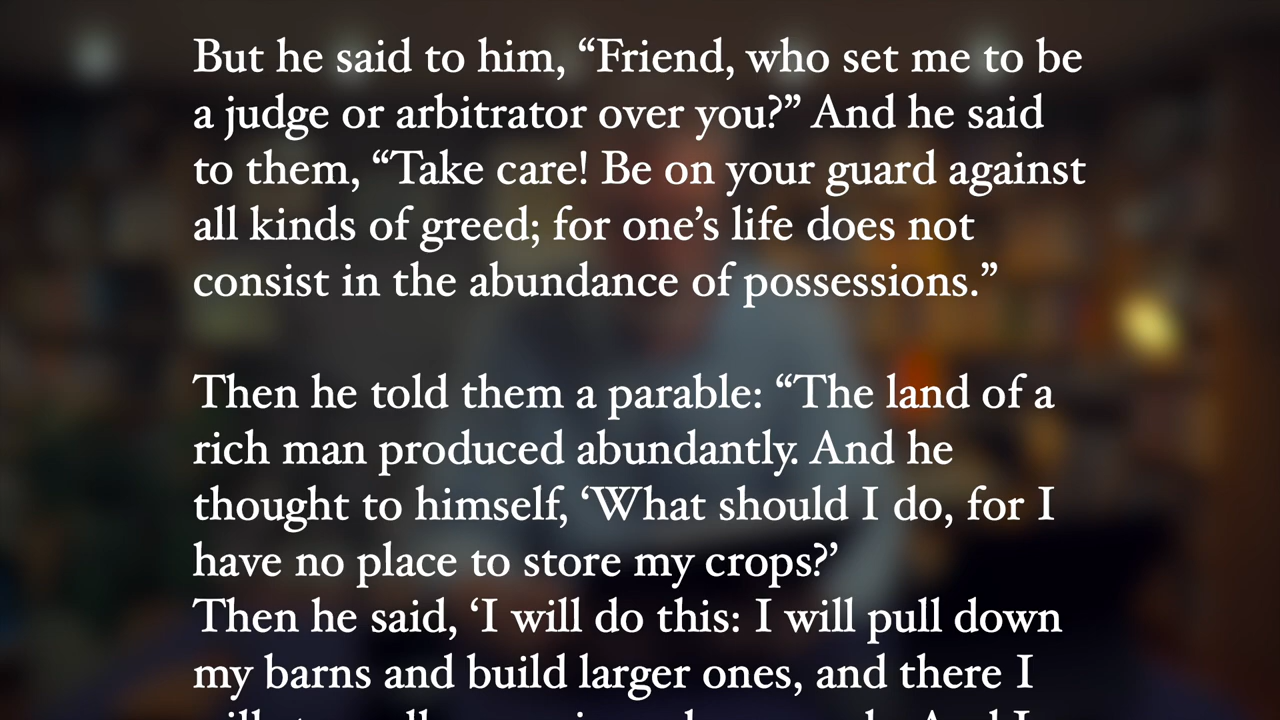 But he said to him, “Friend, who set me to be
a judge or arbitrator over you?” And he said
to them, “Take care! Be on your guard against
all kinds of greed; for one’s life does not
consist in the abundance of possessions.”
Then he told them a parable: “The land of a
rich man produced abundantly. And he
thought to himself, ‘What should I do, for I
have no place to store my crops?’
Then he said, ‘I will do this: I will pull down
my barns and build larger ones, and there I